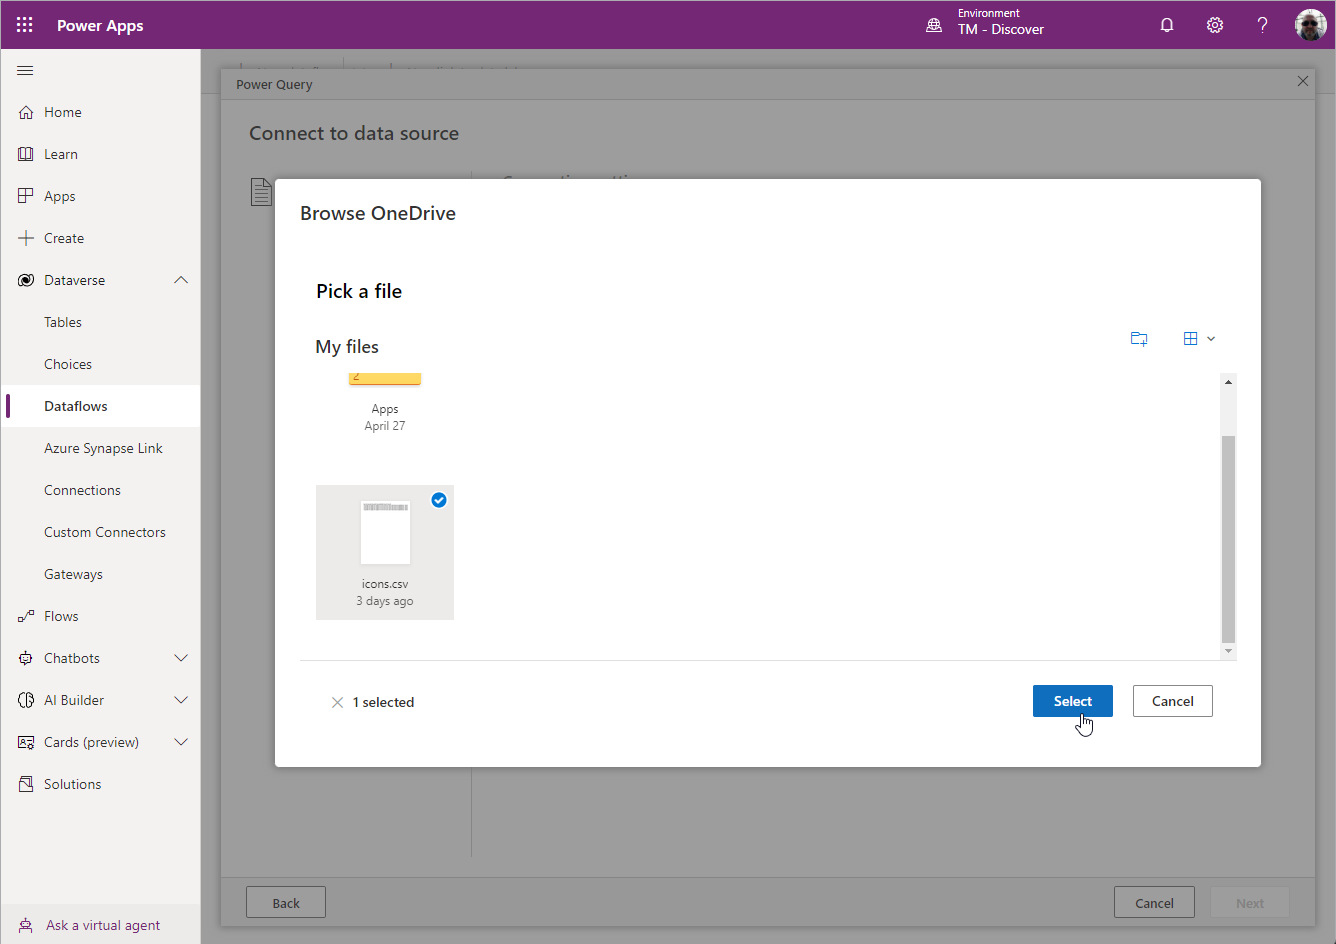 Power Apps
Environment
TM - Discover
Home
Learn
Apps
Create
Dataverse
Tables
Choices
Dataflows
Azure Synapse Link
Connections
Custom Connectors
Gateways
Flows
Chatbots
AI Builder
Cards (preview)
Solutions
Ask a virtual agent
Power Query
Connect to data source
Browse OneDrive
Pick a file
My files
2
Apps
April 27
icons.csv
3 days ago
1 selected
Select
Cancel
Back
Cancel
Next